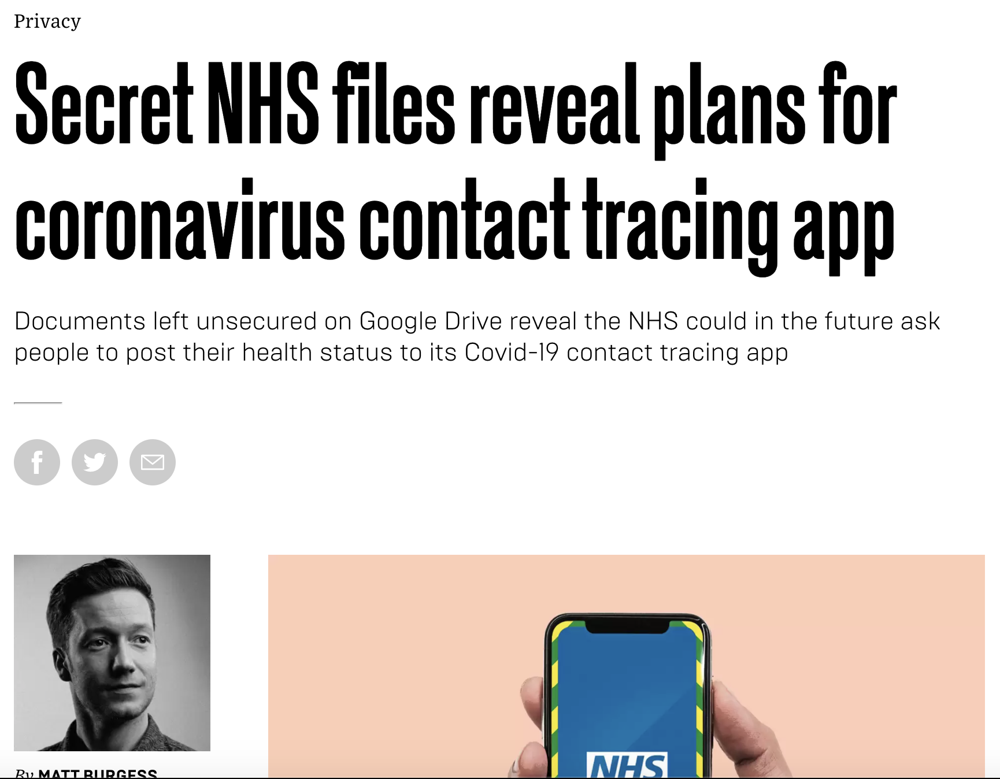 Privacy
Secret NHS files reveal plans for
coronavirus contact tracing app
Documents left unsecured on Google Drive reveal the NHS could in the future ask
people to post their health status to its Covid-19 contact tracing app
By MATT BURGESS
NHS